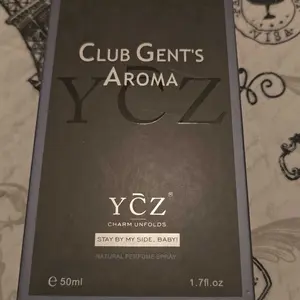 CLUB GENT'S
AROMA
YCZ
YCZ®
CHARM UNFOLDS
STAY BY MY SIDE, BABY!
NATURAL PERFUME SPRAY
e 50ml 1.7fl.oz